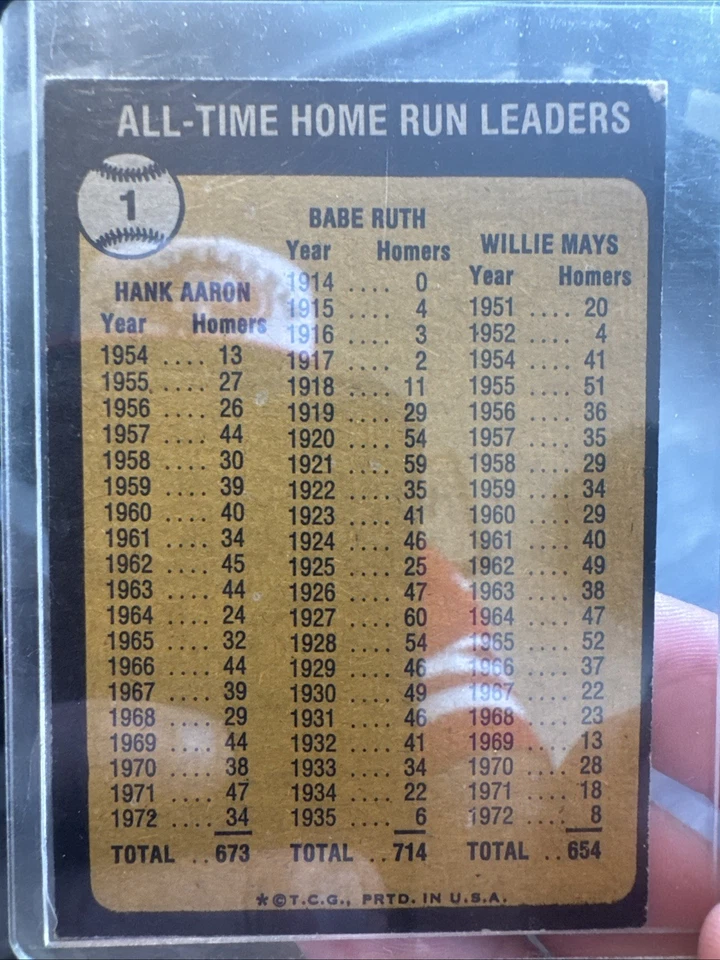 ALL-TIME HOME RUN LEADERS
1
HANK AARON
Year Homers
1954 .... 13
1955 .... 27
1956 .... 26
1957 .... 44
1958 .... 30
1959 .... 39
1960 .... 40
1961 .... 34
1962 .... 45
1963 .... 44
1964 .... 24
1965 .... 32
1966 .... 44
1967 .... 39
1968 .... 29
1969 .... 44
1970 .... 38
1971 .... 47
1972 .... 34
TOTAL .. 673
BABE RUTH
Year Homers
1914 .... 0
1915 .... 4
1916 .... 3
1917 .... 2
1918 .... 11
1919 .... 29
1920 .... 54
1921 .... 59
1922 .... 35
1923 .... 41
1924 .... 46
1925 .... 25
1926 .... 47
1927 .... 60
1928 .... 54
1929 .... 46
1930 .... 49
1931 .... 46
1932 .... 41
1933 .... 34
1934 .... 22
1935 .... 6
TOTAL .. 714
WILLIE MAYS
Year Homers
1951 .... 20
1952 .... 4
1954 .... 41
1955 .... 51
1956 .... 36
1957 .... 35
1958 .... 29
1959 .... 34
1960 .... 29
1961 .... 40
1962 .... 49
1963 .... 38
1964 .... 47
1965 .... 52
1966 .... 37
1967 .... 22
1968 .... 23
1969 .... 13
1970 .... 28
1971 .... 18
1972 .... 8
TOTAL .. 654
*©T.C.G., PRTD. IN U.S.A.